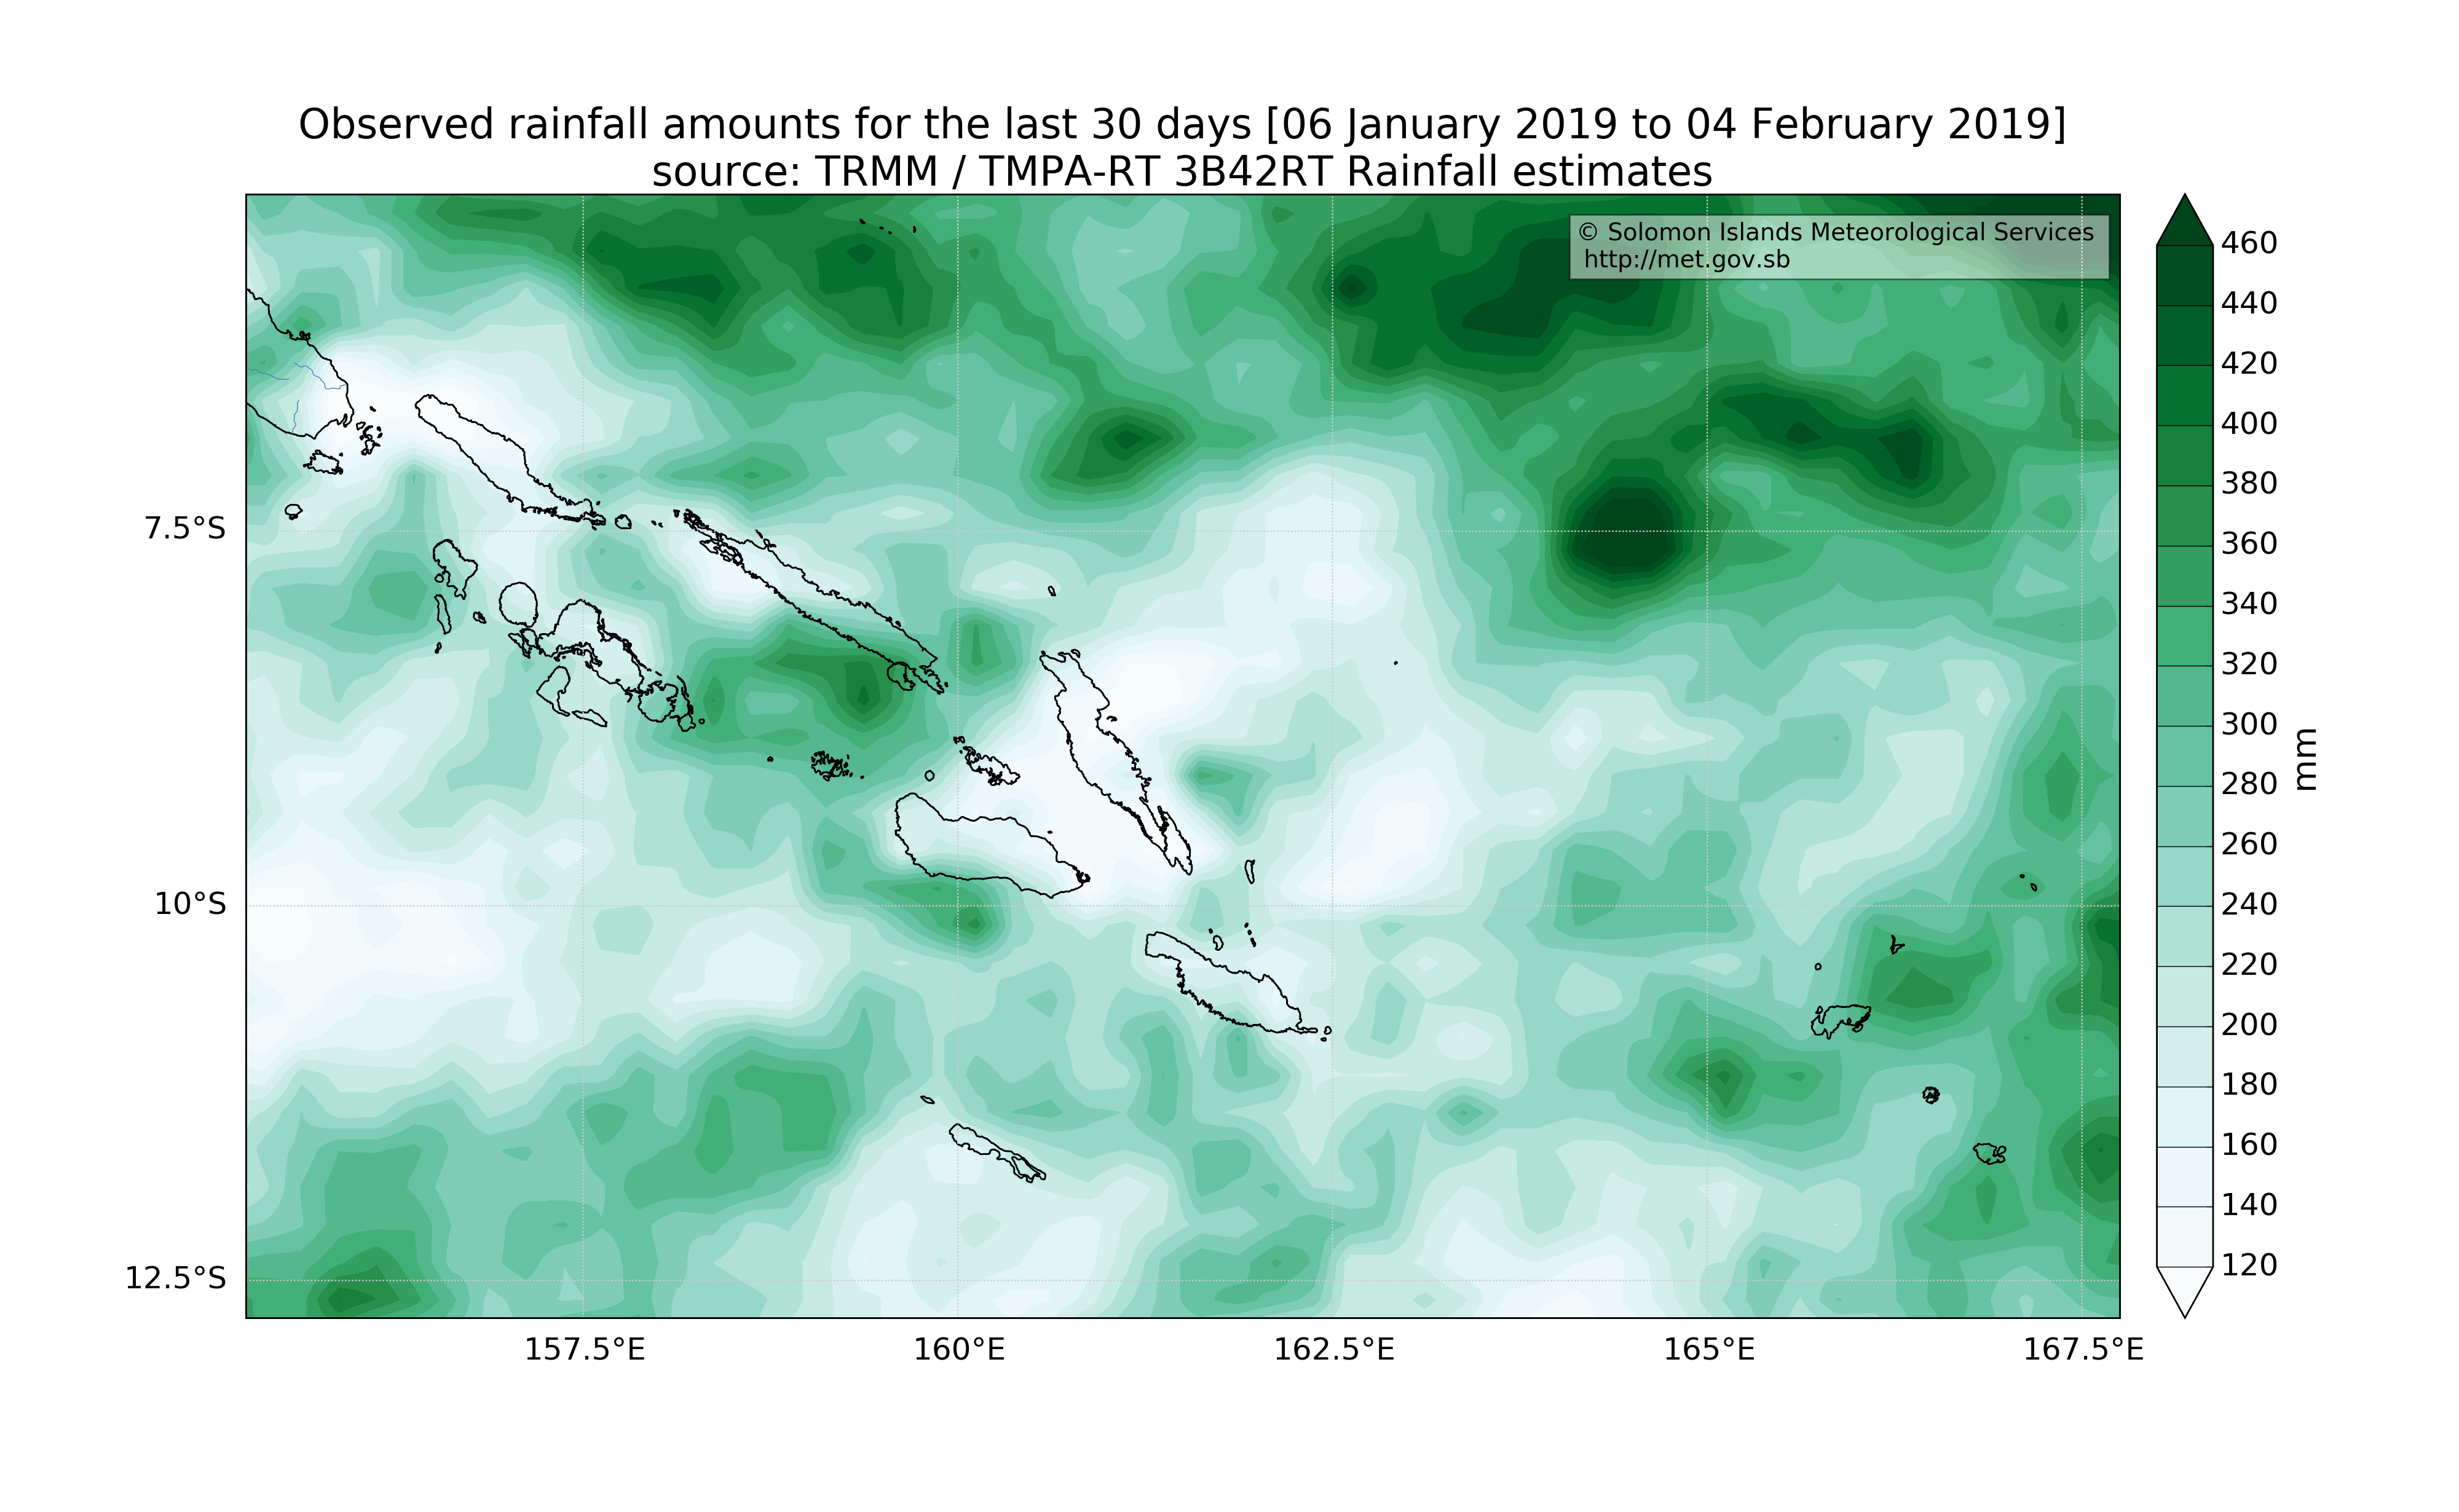 Observed rainfall amounts for the last 30 days [06 January 2019 to 04 February 2019]
source: TRMM / TMPA-RT 3B42RT Rainfall estimates
© Solomon Islands Meteorological Services
http://met.gov.sb
460
440
420
400
380
360
340
320
300
280
260
240
220
200
180
160
140
120
mm
7.5°S
10°S
12.5°S
157.5°E
160°E
162.5°E
165°E
167.5°E